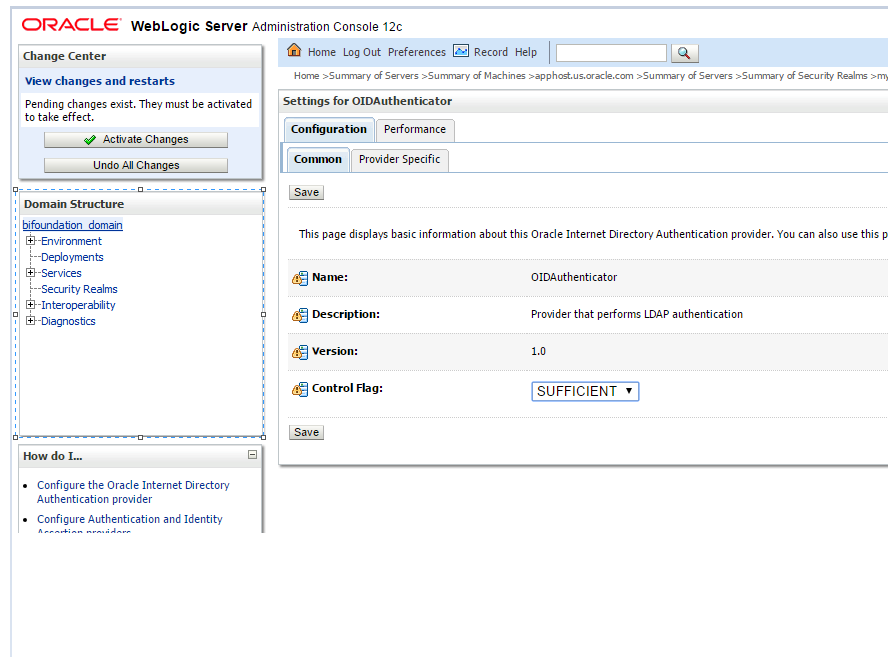 ORACLE WebLogic Server Administration Console 12c
Change Center
View changes and restarts
Pending changes exist. They must be activated
to take effect.
Activate Changes
Undo All Changes
Domain Structure
bifoundation_domain
Environment
Deployments
Services
Security Realms
Interoperability
Diagnostics
How do I...
Configure the Oracle Internet Directory
Authentication provider
Configure Authentication and Identity
Assertion providers
Home Log Out Preferences Record Help
Home >Summary of Servers >Summary of Machines >apphost.us.oracle.com >Summary of Servers >Summary of Security Realms >my
Settings for OIDAuthenticator
Configuration Performance
Common Provider Specific
Save
This page displays basic information about this Oracle Internet Directory Authentication provider. You can also use this p
Name: OIDAuthenticator
Description: Provider that performs LDAP authentication
Version: 1.0
Control Flag: SUFFICIENT
Save